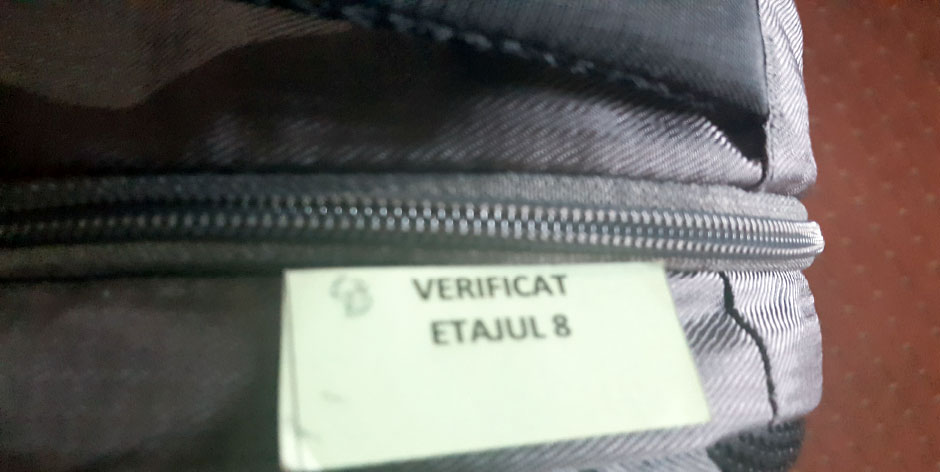 VERIFICAT
ETAJUL 8